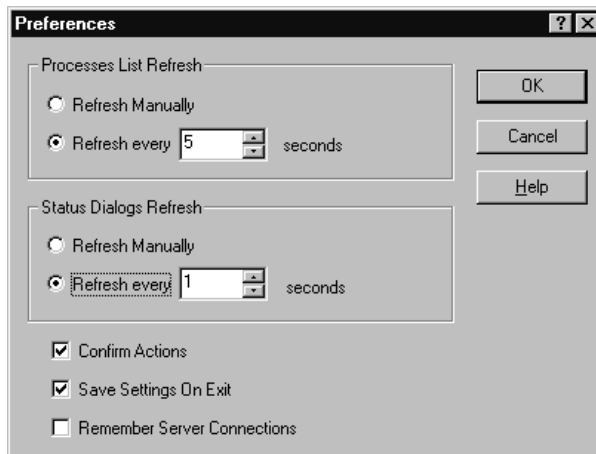 Preferences
Processes List Refresh
Refresh Manually
Refresh every 5 seconds
OK
Cancel
Help
Status Dialogs Refresh
Refresh Manually
Refresh every 1 seconds
Confirm Actions
Save Settings On Exit
Remember Server Connections